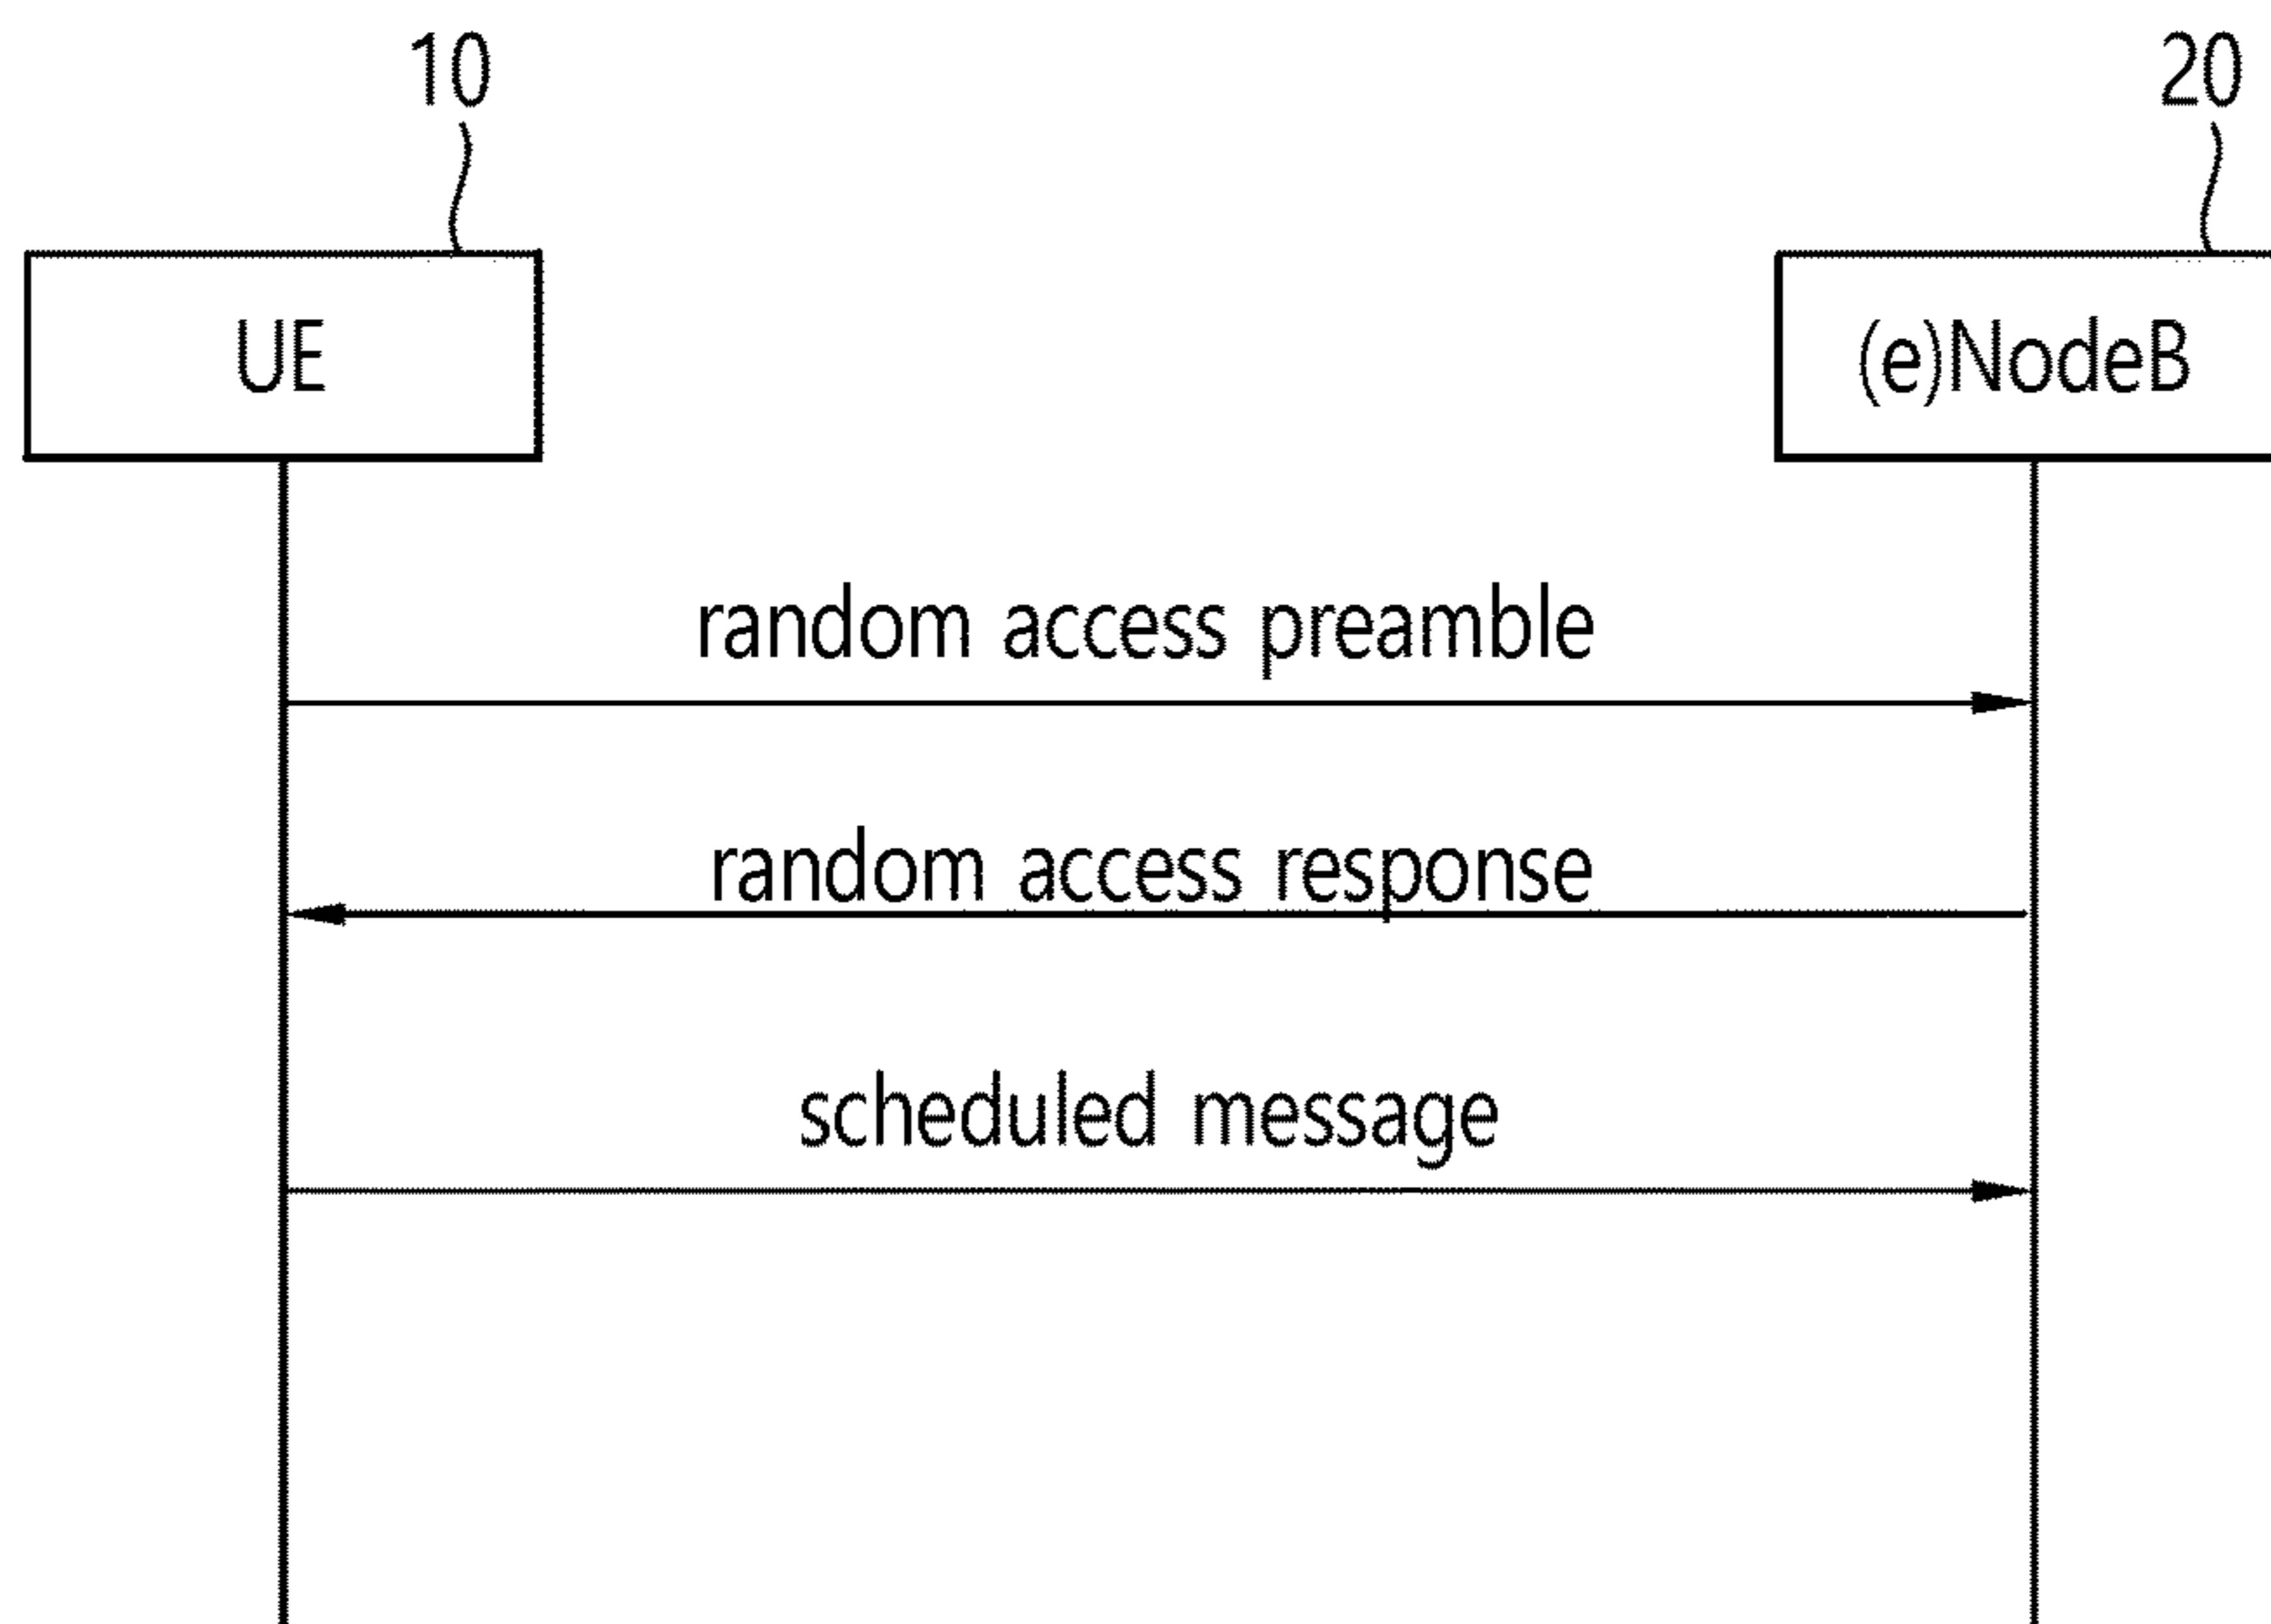 10
20
UE
(e)NodeB
random access preamble
random access response
scheduled message